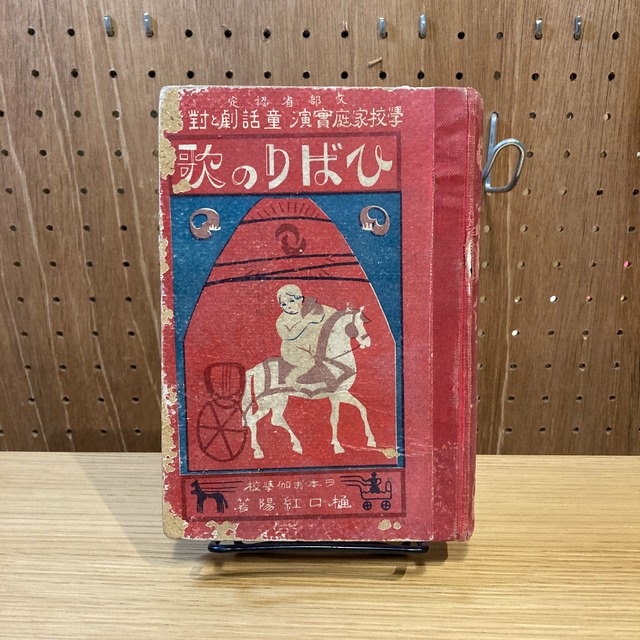 文部省認定
學校家庭實演 童話劇と對
ひばりの歌
日本お伽學校
樋口紅陽著